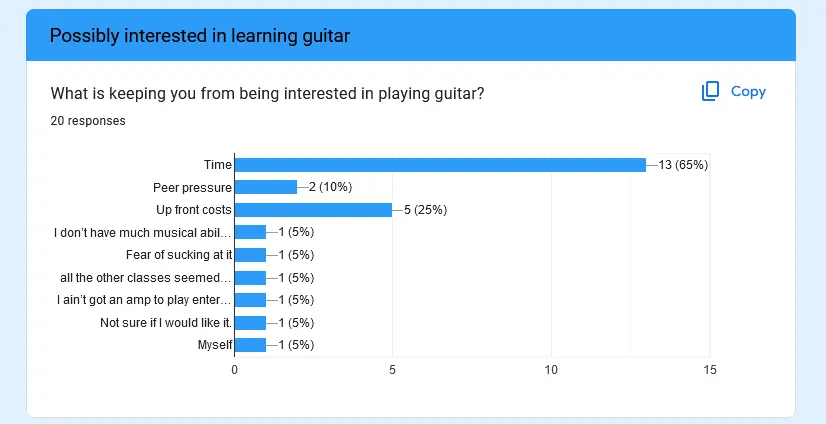 Possibly interested in learning guitar
What is keeping you from being interested in playing guitar?
Copy
20 responses
Time 13 (65%)
Peer pressure 2 (10%)
Up front costs 5 (25%)
I don't have much musical abil... 1 (5%)
Fear of sucking at it 1 (5%)
all the other classes seemed... 1 (5%)
I ain't got an amp to play enter... 1 (5%)
Not sure if I would like it. 1 (5%)
Myself 1 (5%)
0 5 10 15